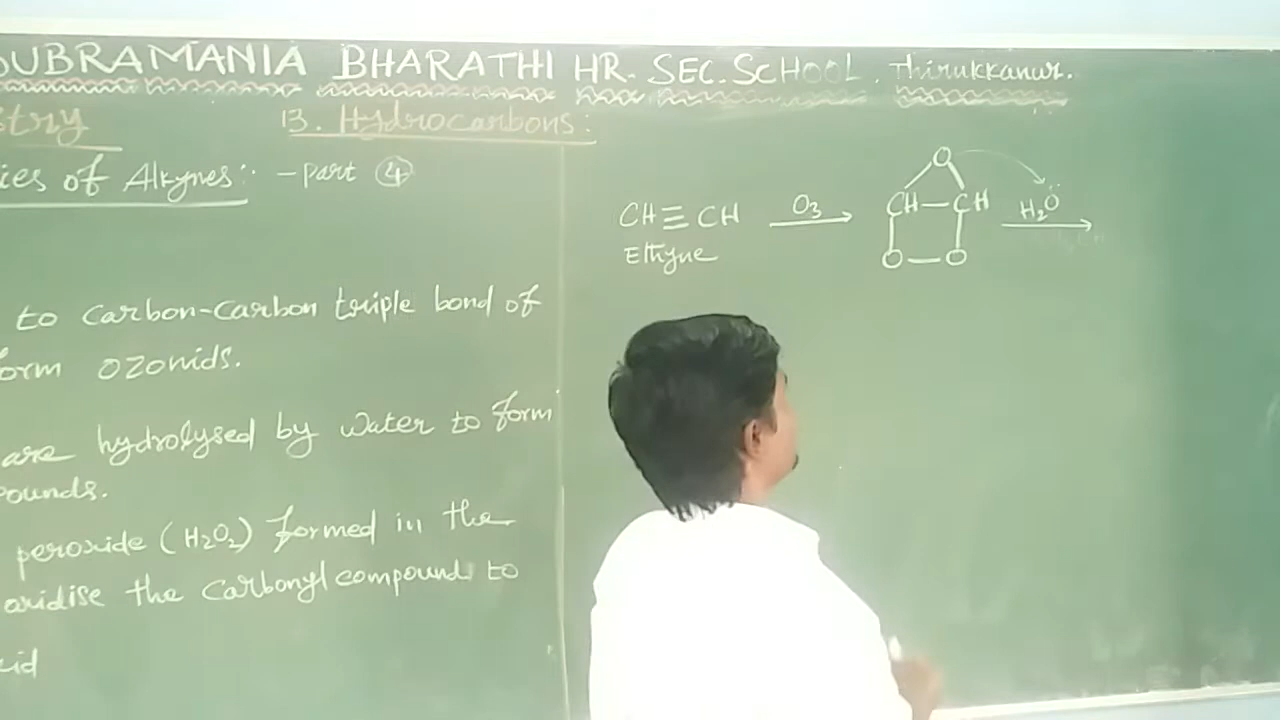 SUBRAMANIA BHARATHI HR. SEC. SCHOOL, Thirukkanur.
stry 13. Hydrocarbons:
ies of Alkynes: - part 4
to carbon-carbon triple bond of
orm ozonids.
are hydrolysed by water to form
pounds.
peroxide (H2O2) formed in the
oxidise the carbonyl compound to
cid
CH≡CH O3 H2O
Ethyne
O
CH—CH
O—O